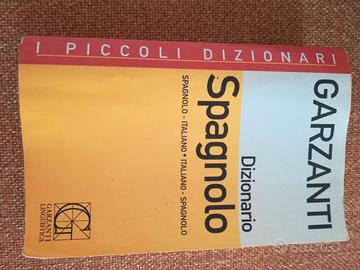 I PICCOLI DIZIONARI
GARZANTI
Dizionario
Spagnolo
SPAGNOLO - ITALIANO • ITALIANO - SPAGNOLO
GARZANTI
LINGUISTICA